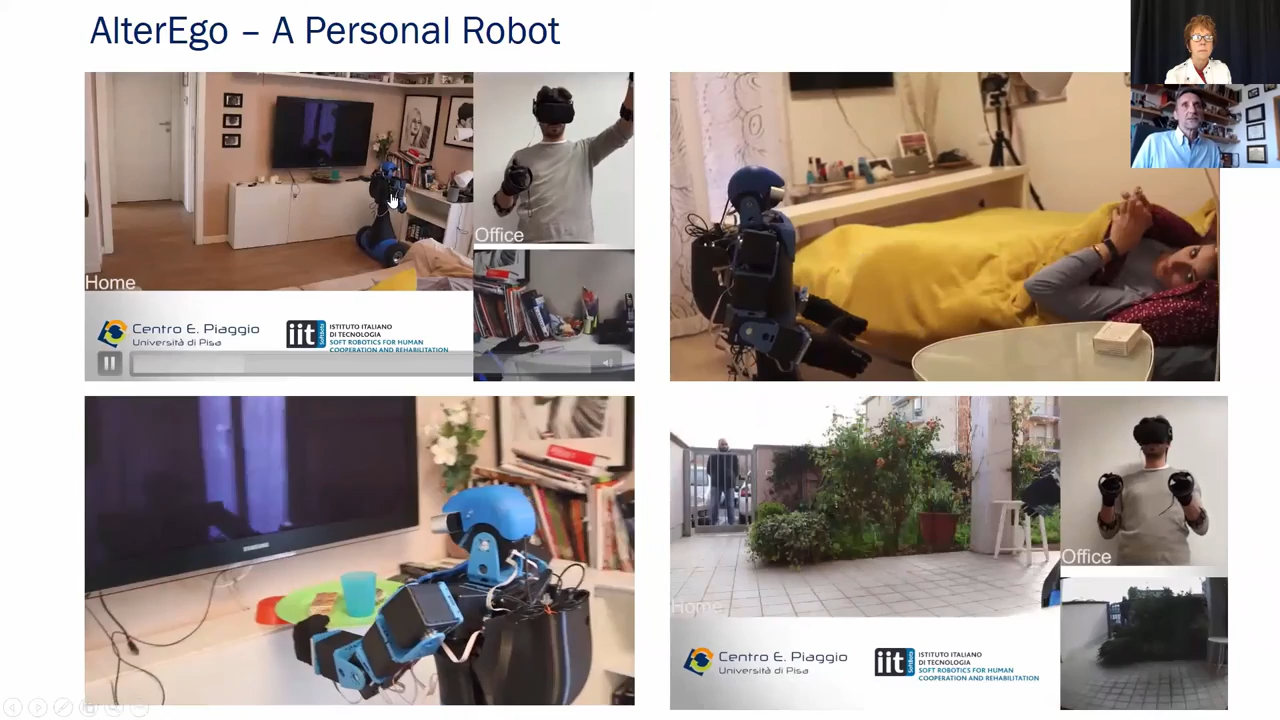 AlterEgo – A Personal Robot
Office
Home
Centro E. Piaggio
Università di Pisa
iit
ISTITUTO ITALIANO
DI TECNOLOGIA
SOFT ROBOTICS FOR HUMAN
COOPERATION AND REHABILITATION
SAMSUNG
Office
Home
Centro E. Piaggio
Università di Pisa
iit
ISTITUTO ITALIANO
DI TECNOLOGIA
SOFT ROBOTICS FOR HUMAN
COOPERATION AND REHABILITATION